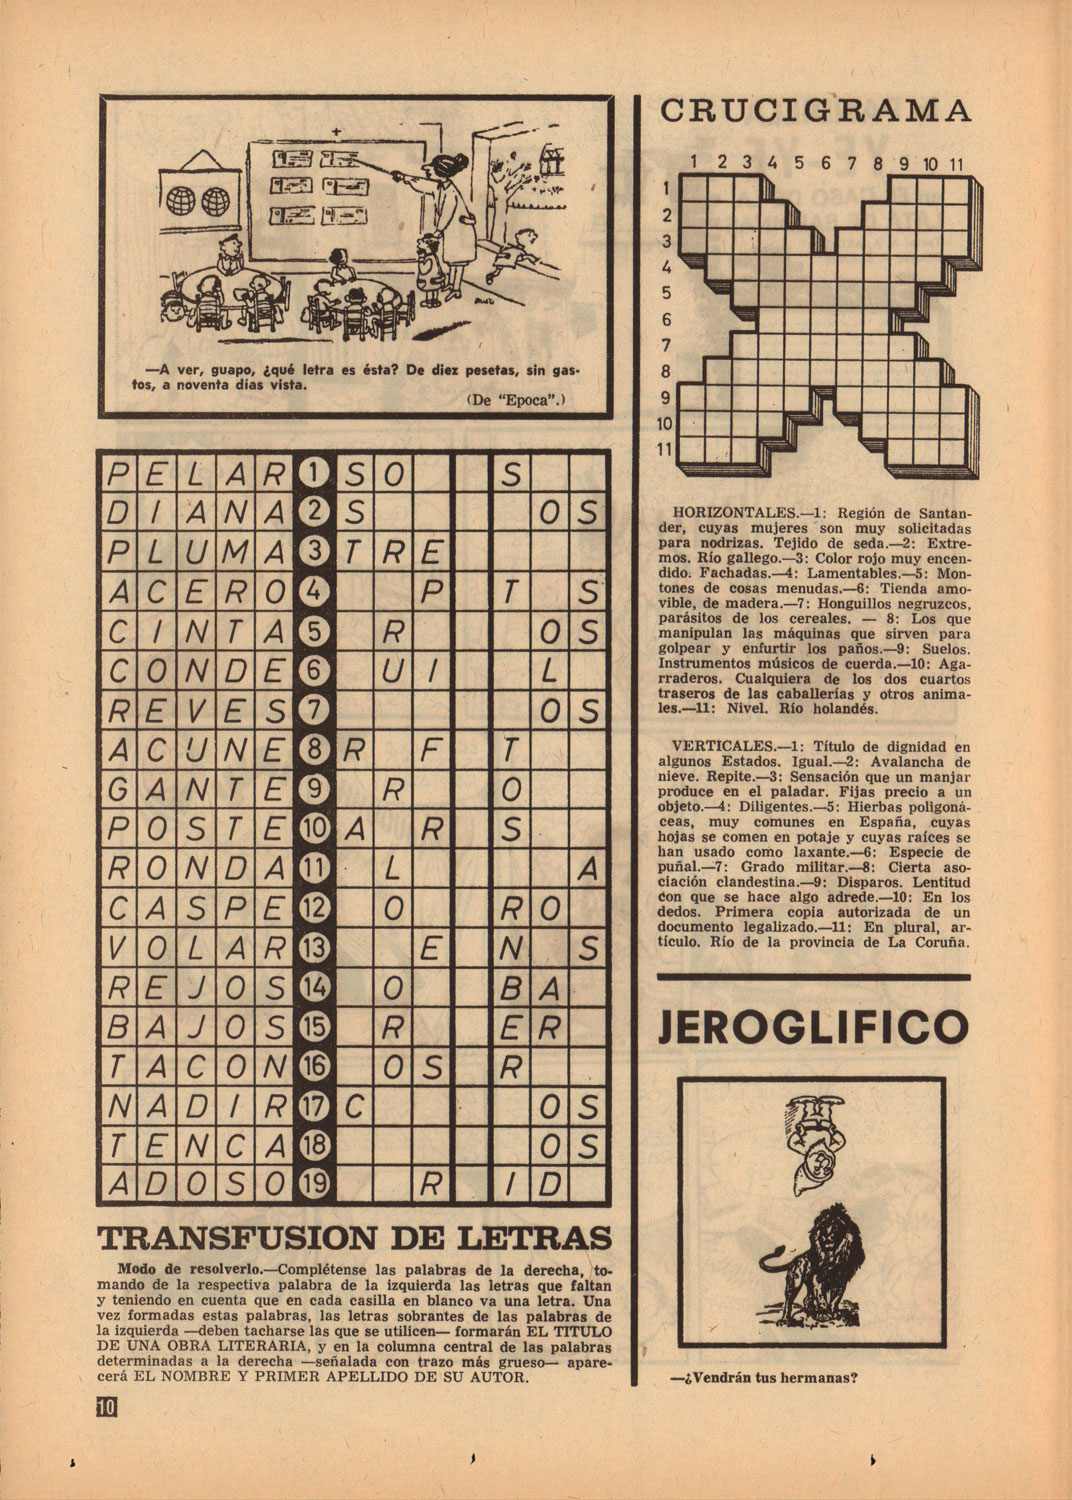 —A ver, guapo, ¿qué letra es ésta? De diez pesetas, sin gas-
tos, a noventa días vista.
(De "Epoca".)
PELAR 1 SO S
DIANA 2 S OS
PLUMA 3 TRE
ACERO 4 P T S
CINTA 5 R OS
CONDE 6 UI L
REVES 7 OS
ACUNE 8 R F T
GANTE 9 R O
POSTE 10 A R S
RONDA 11 L A
CASPE 12 O RO
VOLAR 13 E N S
REJOS 14 O BA
BAJOS 15 R ER
TACON 16 OS R
NADIR 17 C OS
TENCA 18 OS
ADOSO 19 R ID
TRANSFUSION DE LETRAS
Modo de resolverlo.—Complétense las palabras de la derecha, to-
mando de la respectiva palabra de la izquierda las letras que faltan
y teniendo en cuenta que en cada casilla en blanco va una letra. Una
vez formadas estas palabras, las letras sobrantes de las palabras de
la izquierda —deben tacharse las que se utilicen— formarán EL TITULO
DE UNA OBRA LITERARIA, y en la columna central de las palabras
determinadas a la derecha —señalada con trazo más grueso— apare-
cerá EL NOMBRE Y PRIMER APELLIDO DE SU AUTOR.
10
CRUCIGRAMA
1 2 3 4 5 6 7 8 9 10 11
1
2
3
4
5
6
7
8
9
10
11
HORIZONTALES.—1: Región de Santan-
der, cuyas mujeres son muy solicitadas
para nodrizas. Tejido de seda.—2: Extre-
mos. Río gallego.—3: Color rojo muy encen-
dido. Fachadas.—4: Lamentables.—5: Mon-
tones de cosas menudas.—6: Tienda amo-
vible, de madera.—7: Honguillos negruzcos,
parásitos de los cereales. — 8: Los que
manipulan las máquinas que sirven para
golpear y enfurtir los paños.—9: Suelos.
Instrumentos músicos de cuerda.—10: Aga-
rraderos. Cualquiera de los dos cuartos
traseros de las caballerías y otros anima-
les.—11: Nivel. Río holandés.
VERTICALES.—1: Título de dignidad en
algunos Estados. Igual.—2: Avalancha de
nieve. Repite.—3: Sensación que un manjar
produce en el paladar. Fijas precio a un
objeto.—4: Diligentes.—5: Hierbas poligoná-
ceas, muy comunes en España, cuyas
hojas se comen en potaje y cuyas raíces se
han usado como laxante.—6: Especie de
puñal.—7: Grado militar.—8: Cierta aso-
ciación clandestina.—9: Disparos. Lentitud
con que se hace algo adrede.—10: En los
dedos. Primera copia autorizada de un
documento legalizado.—11: En plural, ar-
tículo. Río de la provincia de La Coruña.
JEROGLIFICO
—¿Vendrán tus hermanas?